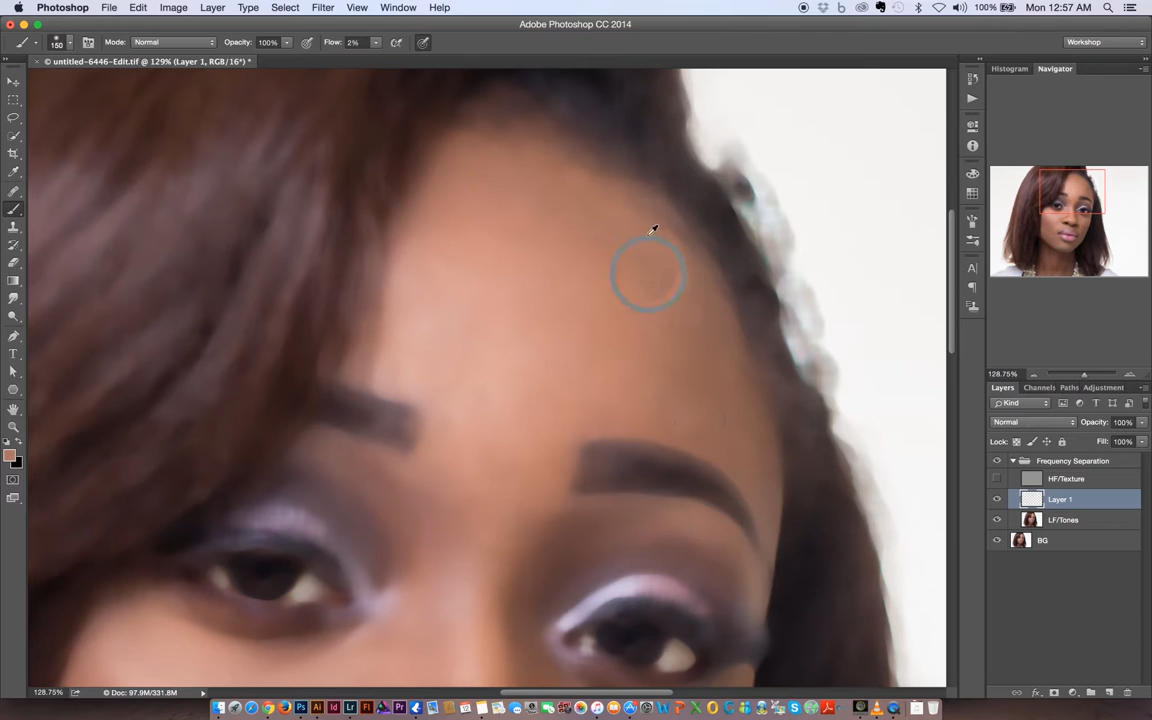 Photoshop File Edit Image Layer Type Select Filter View Window Help 100% Mon 12:57 AM
Adobe Photoshop CC 2014
150 Mode: Normal Opacity: 100% Flow: 2% Workshop
× © untitled-6446-Edit.tif @ 129% (Layer 1, RGB/16*) *
Histogram Navigator
128.75%
Layers Channels Paths Adjustment
Kind
Normal Opacity: 100%
Lock: Fill: 100%
Frequency Separation
HF/Texture
Layer 1
LF/Tones
BG
128.75% © Doc: 97.9M/331.8M